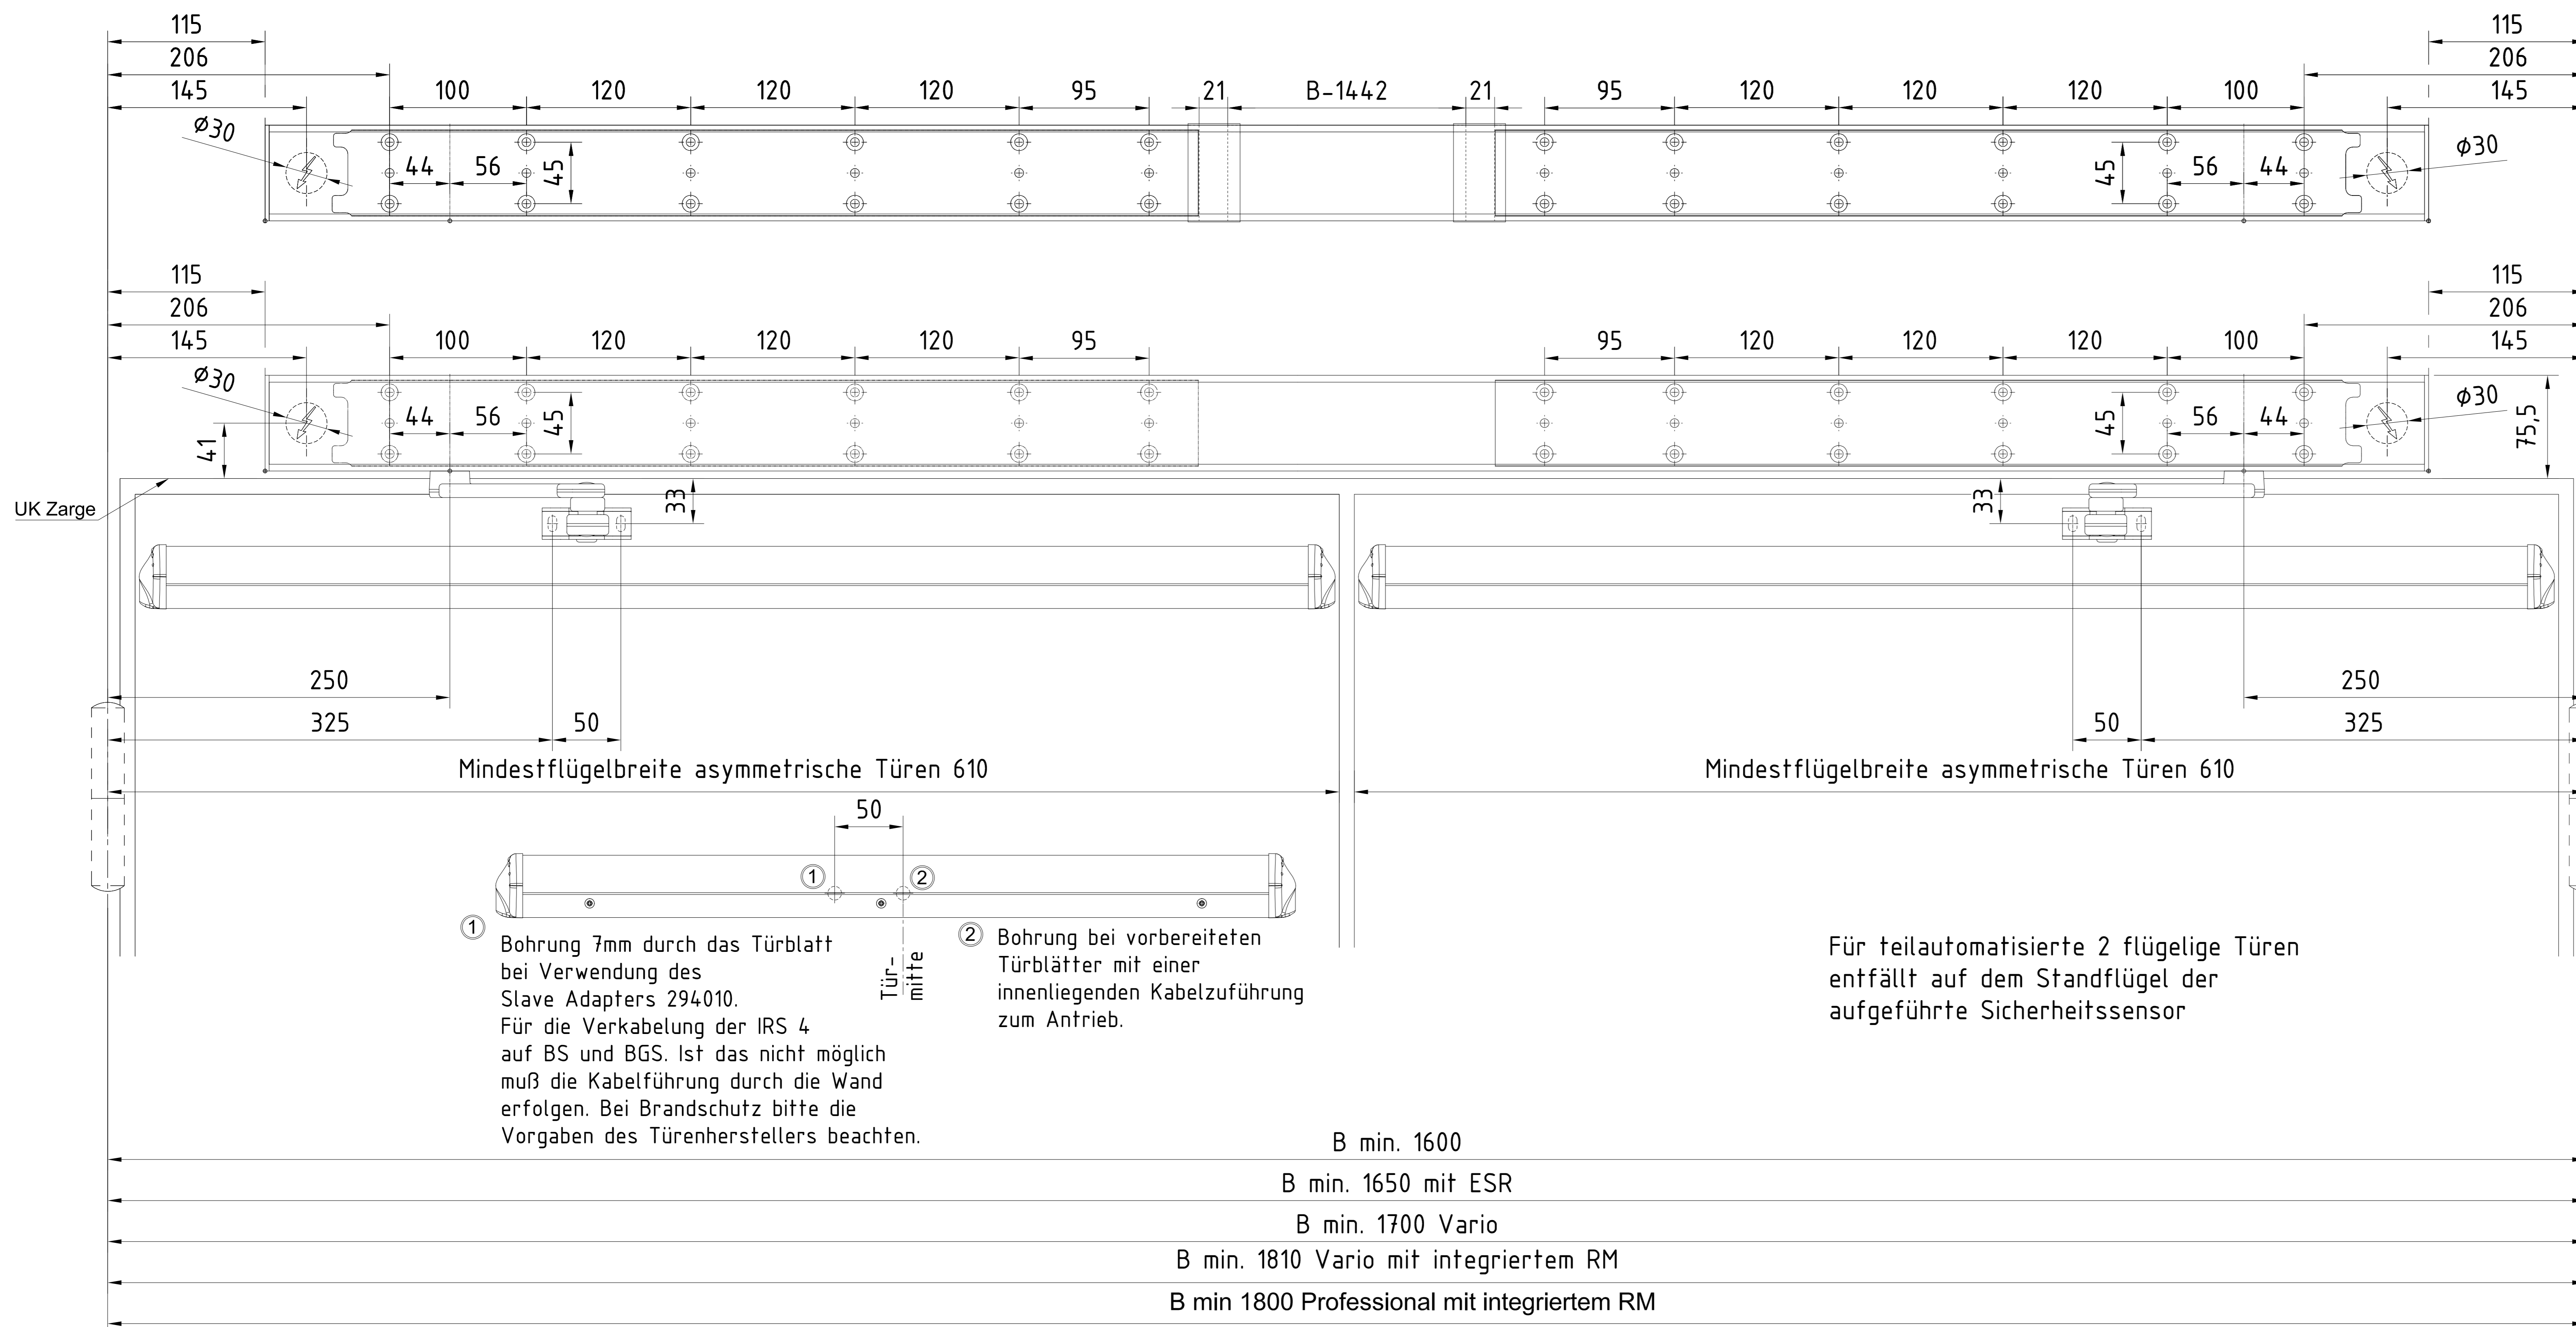 115 115
206 206
145 100 120 120 120 95 21 B-1442 21 95 120 120 120 100 145
ϕ30 44 56 45 45 56 44 ϕ30
115 115
206 206
145 100 120 120 120 95 95 120 120 120 100 145
ϕ30 44 56 45 45 56 44 ϕ30
41 75,5
UK Zarge 33 33
250 250
325 50 50 325
Mindestflügelbreite asymmetrische Türen 610 Mindestflügelbreite asymmetrische Türen 610
50
1 2
1
Bohrung 7mm durch das Türblatt
bei Verwendung des
Slave Adapters 294010.
Für die Verkabelung der IRS 4
auf BS und BGS. Ist das nicht möglich
muß die Kabelführung durch die Wand
erfolgen. Bei Brandschutz bitte die
Vorgaben des Türenherstellers beachten.
Tür-
mitte
2 Bohrung bei vorbereiteten
Türblätter mit einer
innenliegenden Kabelzuführung
zum Antrieb.
Für teilautomatisierte 2 flügelige Türen
entfällt auf dem Standflügel der
aufgeführte Sicherheitssensor
B min. 1600
B min. 1650 mit ESR
B min. 1700 Vario
B min. 1810 Vario mit integriertem RM
B min 1800 Professional mit integriertem RM